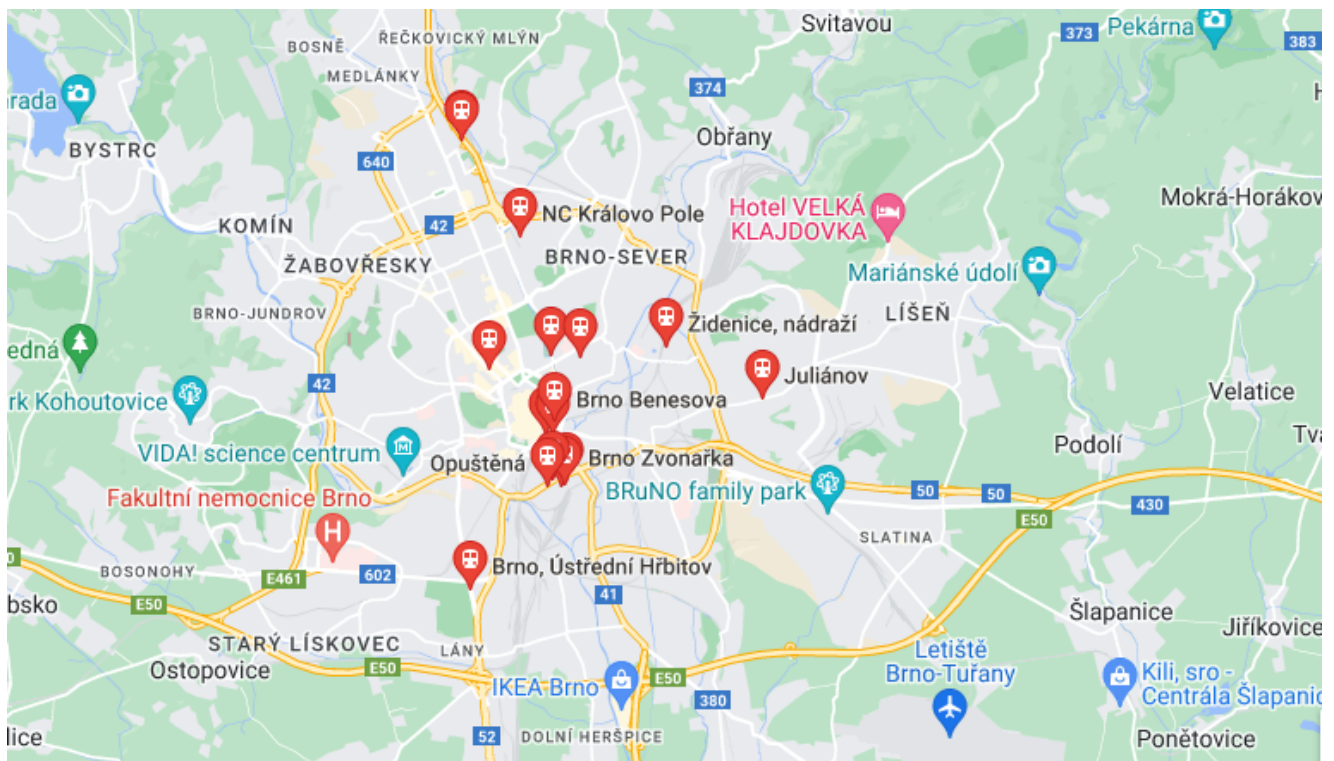 Svitavou
373
Pekárna
383
BOSNĚ
ŘEČKOVICKÝ MLÝN
MEDLÁNKY
374
rada
BYSTRC
Obřany
640
H
Mokrá-Horákov
KOMÍN
42
NC Královo Pole
Hotel VELKÁ
KLAJDOVKA
BRNO-SEVER
ŽABOVŘESKY
Mariánské údolí
BRNO-JUNDROV
LÍŠEŇ
Židenice, nádraží
edná
Juliánov
42
Velatice
rk Kohoutovice
Brno Benesova
Tva
VIDA! science centrum
Podolí
Opuštěná
Brno Zvonařka
Fakultní nemocnice Brno
BRuNO family park
50
50
430
E50
SLATINA
0
BOSONOHY
E461
602
Brno, Ústřední Hřbitov
41
bsko
E50
Šlapanice
Jiříkovice
STARÝ LÍSKOVEC
LÁNY
Ostopovice
E50
IKEA Brno
E50
380
Letiště
Brno-Tuřany
Kili, sro -
Centrála Šlapanic
52
DOLNÍ HERŠPICE
lice
Ponětovice